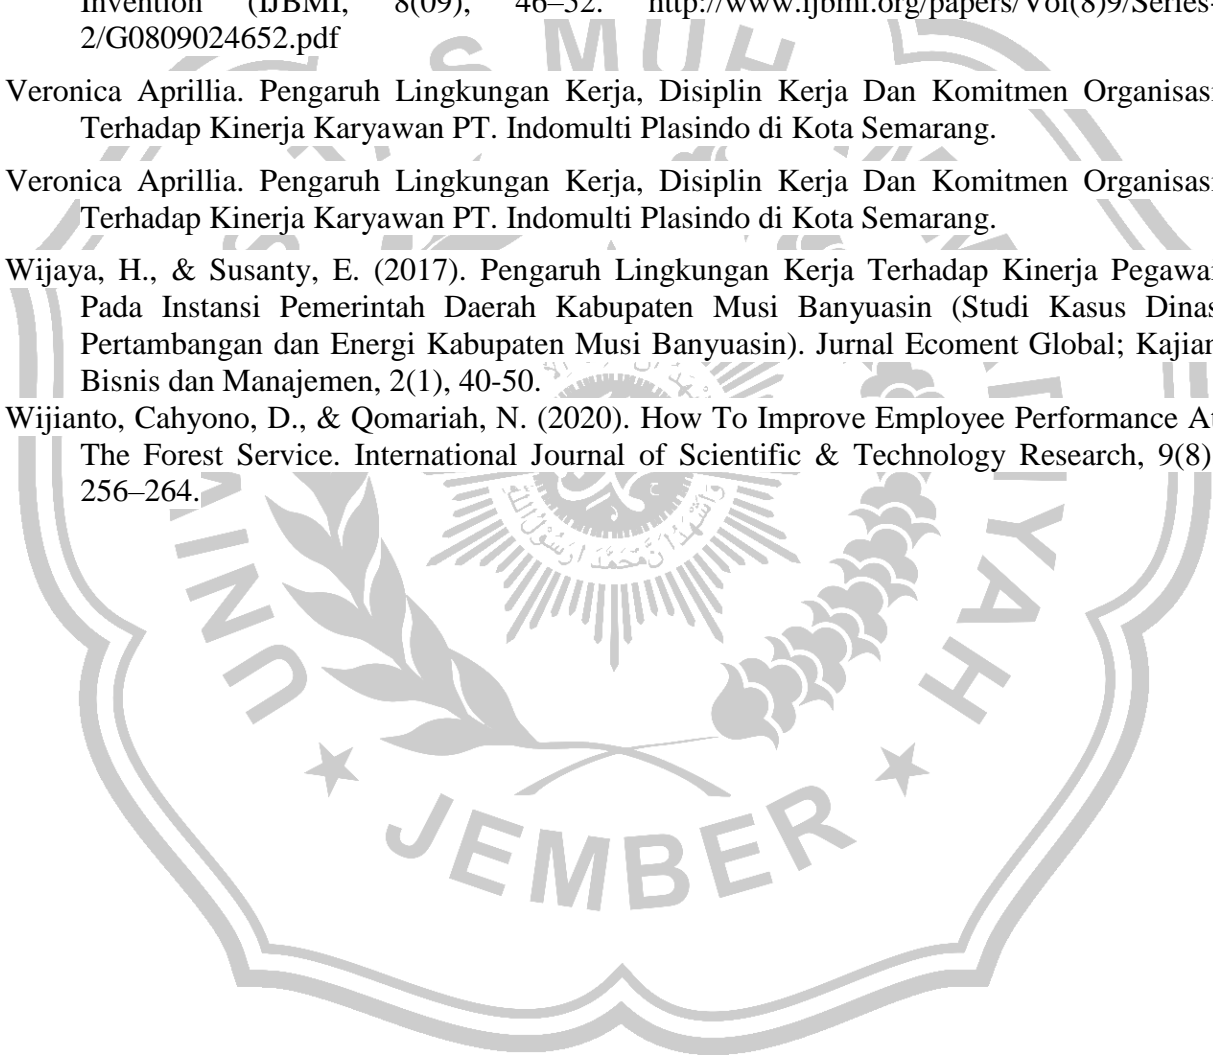 Invention (IJBMI, 8(09), 46–52. http://www.ijbmi.org/papers/Vol(8)9/Series-
2/G0809024652.pdf
Veronica Aprillia. Pengaruh Lingkungan Kerja, Disiplin Kerja Dan Komitmen Organisasi
Terhadap Kinerja Karyawan PT. Indomulti Plasindo di Kota Semarang.
Veronica Aprillia. Pengaruh Lingkungan Kerja, Disiplin Kerja Dan Komitmen Organisasi
Terhadap Kinerja Karyawan PT. Indomulti Plasindo di Kota Semarang.
Wijaya, H., & Susanty, E. (2017). Pengaruh Lingkungan Kerja Terhadap Kinerja Pegawai
Pada Instansi Pemerintah Daerah Kabupaten Musi Banyuasin (Studi Kasus Dinas
Pertambangan dan Energi Kabupaten Musi Banyuasin). Jurnal Ecoment Global; Kajian
Bisnis dan Manajemen, 2(1), 40-50.
Wijianto, Cahyono, D., & Qomariah, N. (2020). How To Improve Employee Performance At
The Forest Service. International Journal of Scientific & Technology Research, 9(8),
256–264.
JEMBER